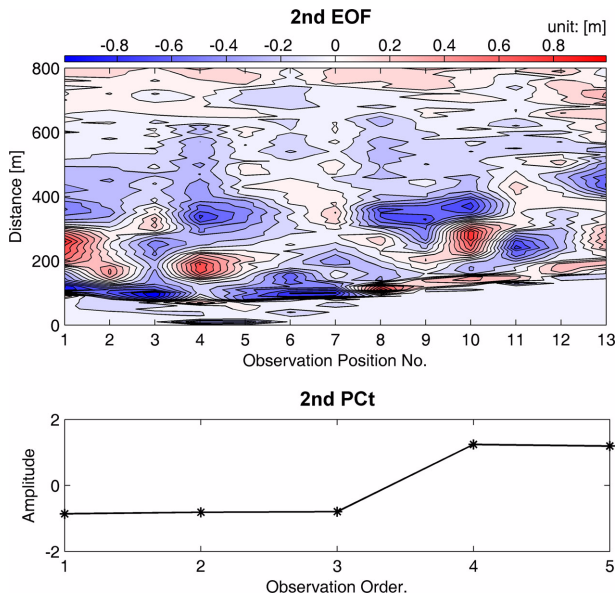 2nd EOF
unit: [m]
-0.8 -0.6 -0.4 -0.2 0 0.2 0.4 0.6 0.8
800
600
400
200
0
Distance [m]
1 2 3 4 5 6 7 8 9 10 11 12 13
Observation Position No.
2nd PCt
2
0
-2
Amplitude
1 2 3 4 5
Observation Order.